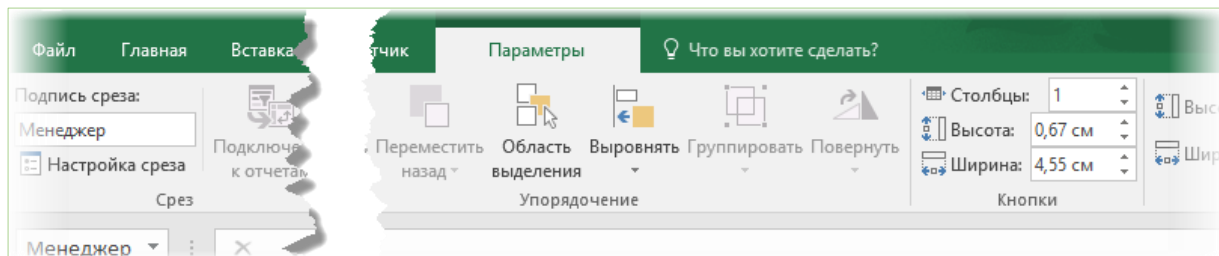 Файл Главная Вставка тчик Параметры Что вы хотите сделать?
Подпись среза:
Менеджер
Настройка среза
Подключе
к отчетам
Срез
Переместить
назад
Область
выделения
Выровнять
Группировать
Повернуть
Упорядочение
Столбцы: 1
Высота: 0,67 см
Ширина: 4,55 см
Кнопки
Выс
Шир
Менеджер